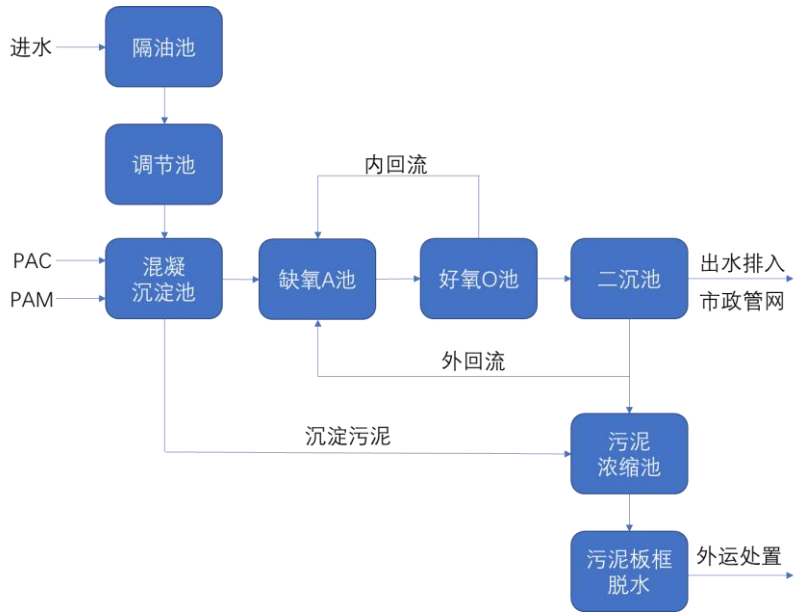 进水
隔油池
调节池
内回流
PAC
PAM
混凝
沉淀池
缺氧A池
好氧O池
二沉池
出水排入
市政管网
外回流
沉淀污泥
污泥
浓缩池
污泥板框
脱水
外运处置